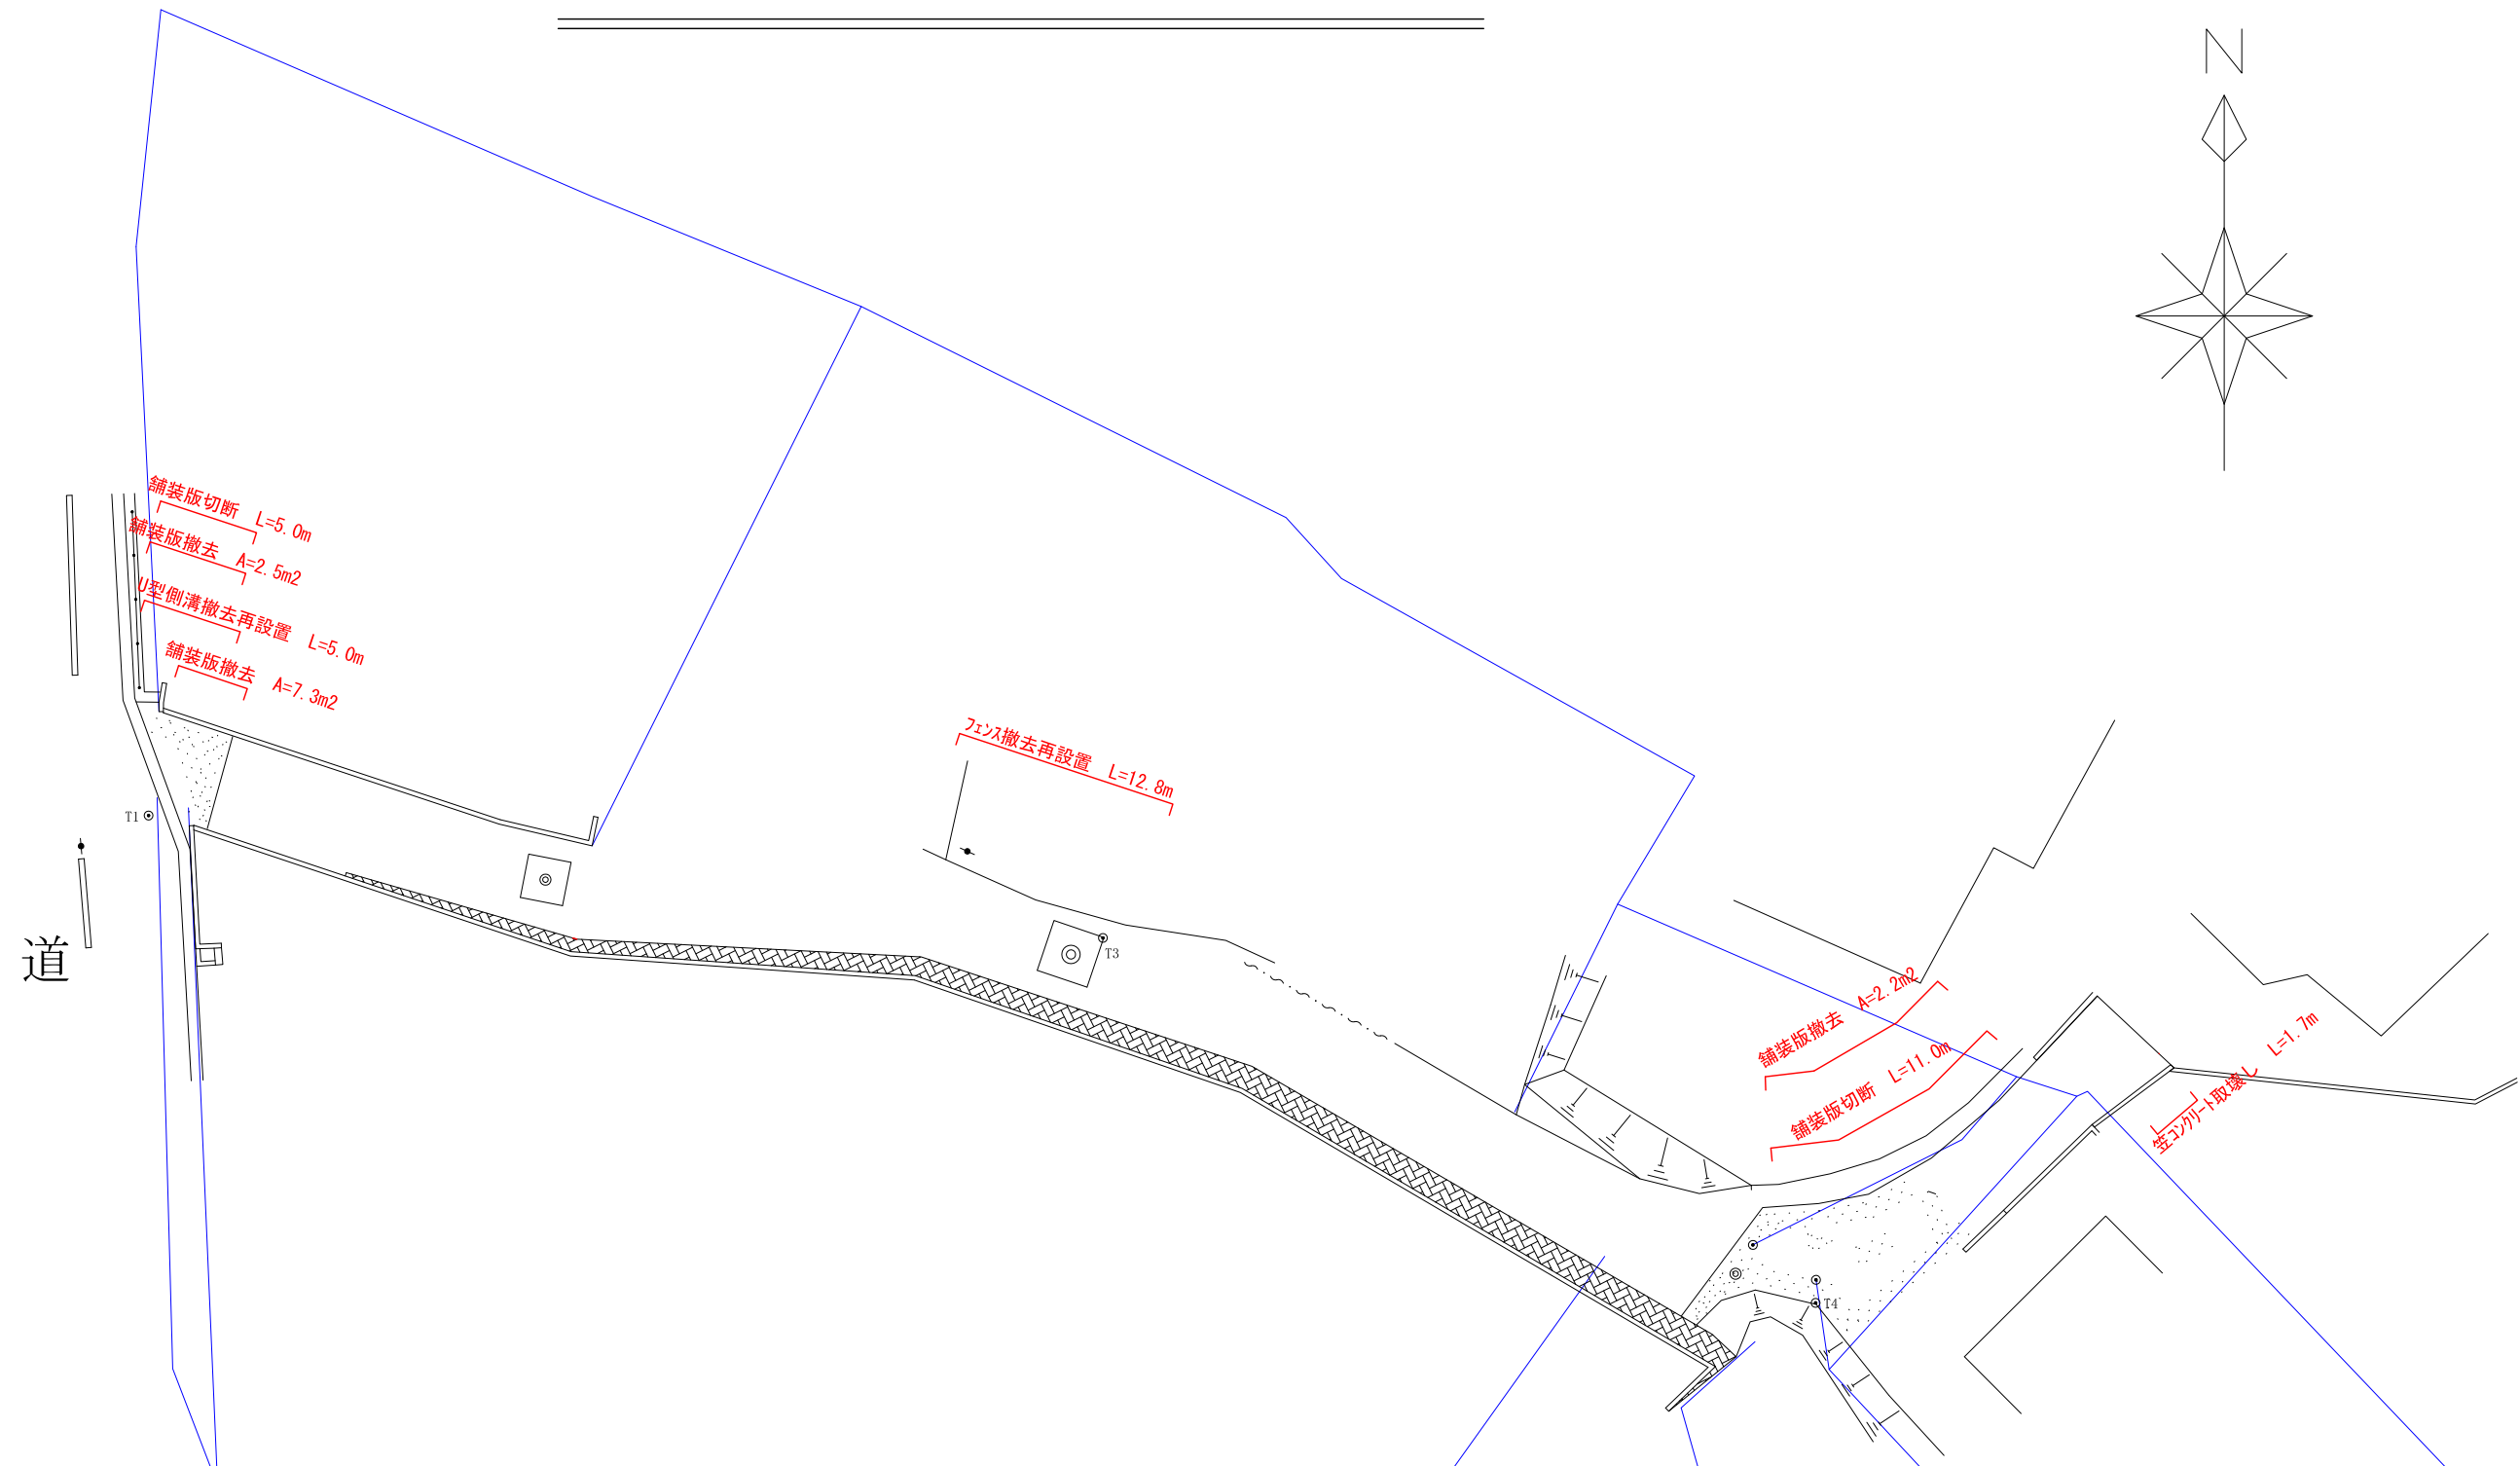 N
舗装版切断　L=5.0m
舗装版撤去　A=2.5m2
U型側溝撤去再設置　L=5.0m
舗装版撤去　A=7.3m2
ﾌｪﾝｽ撤去再設置　L=12.8m
T1
道
T3
舗装版撤去　A=2.2m2
舗装版切断　L=11.0m
笠ｺﾝｸﾘｰﾄ取壊し　L=1.7m
T4